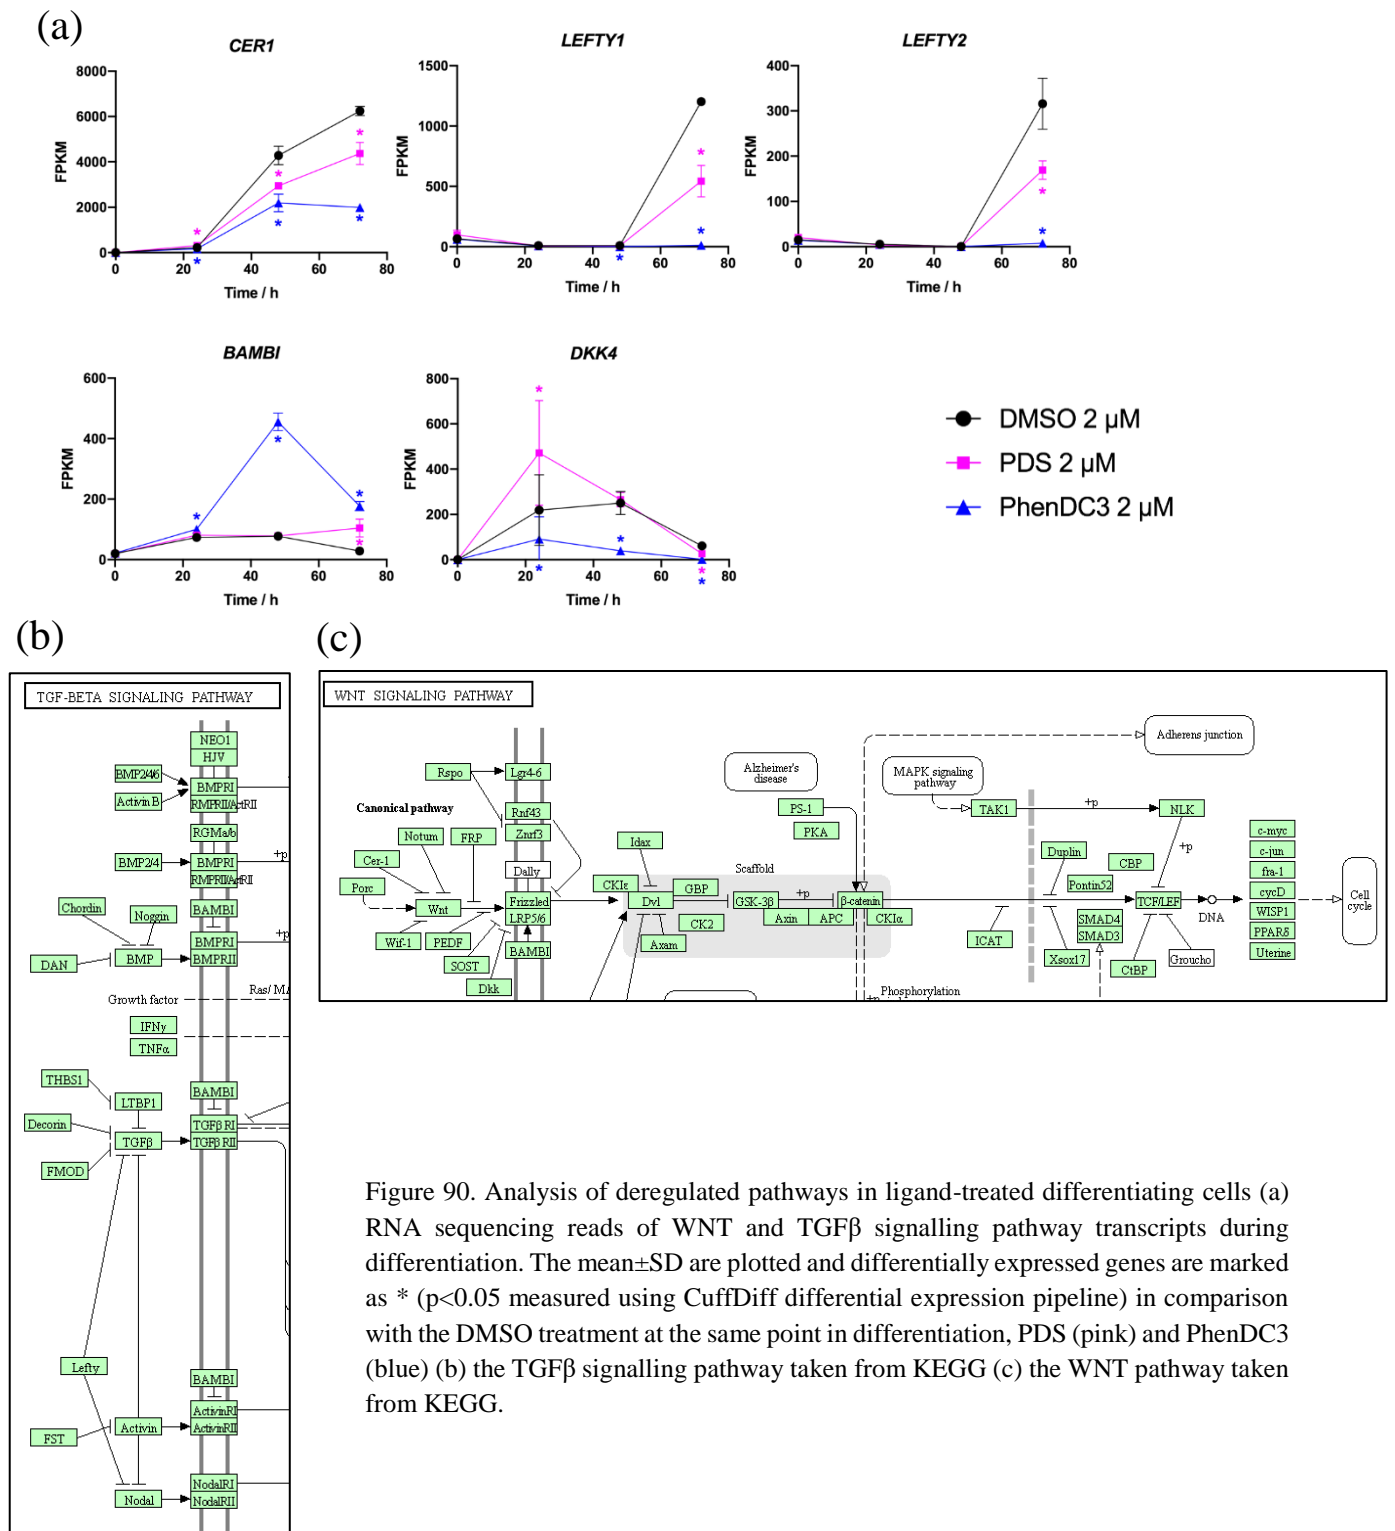 (a)
CER1
8000
6000
4000
2000
0
FPKM
0 20 40 60 80
Time / h
*
LEFTY1
1500
1000
500
0
FPKM
0 20 40 60 80
Time / h
*
LEFTY2
400
300
200
100
0
FPKM
0 20 40 60 80
Time / h
*
BAMBI
600
400
200
0
FPKM
0 20 40 60 80
Time / h
*
DKK4
800
600
400
200
0
FPKM
0 20 40 60 80
Time / h
*
DMSO 2 µM
PDS 2 µM
PhenDC3 2 µM
(b)
TGF-BETA SIGNALING PATHWAY
NEO1
HJV
BMP2/4/6
Activin B
BMPRI
BMPRII/ActRII
RGMa/b
BMP2/4
BMPRI
+p
BMPRII/ActRII
Chordin
Noggin
BAMBI
BMPRI
+p
DAN
BMP
BMPRII
Growth factor
Ras/ MA
IFNγ
TNFα
THBS1
LTBP1
BAMBI
Decorin
TGFβ
TGFβ RI
TGFβ RII
FMOD
Lefty
BAMBI
ActivinRI
FST
Activin
ActivinRII
NodalRI
Nodal
NodalRII
(c)
WNT SIGNALING PATHWAY
Adherens junction
Rspo
Lgr4-6
Alzheimer's
disease
MAPK signaling
pathway
Canonical pathway
Rnf43
Znrf3
PS-1
PKA
TAK1
+p
NLK
Notum
FRP
Idax
c-myc
Cer-1
Dally
Scaffold
Duplin
CBP
+p
c-jun
Porc
CKIε
GBP
Pontin52
fra-1
Wnt
Frizzled
Dvl
GSK-3β
+p
β-catenin
TCF/LEF
DNA
cycD
Cell
cycle
LRP5/6
CK2
Axin
APC
CKIα
SMAD4
SMAD3
WISP1
Wif-1
PEDF
BAMBI
Axam
ICAT
PPARδ
SOST
Xsox17
CtBP
Groucho
Uterine
Dkk
Phosphorylation
+p
Figure 90. Analysis of deregulated pathways in ligand-treated differentiating cells (a)
RNA sequencing reads of WNT and TGFβ signalling pathway transcripts during
differentiation. The mean±SD are plotted and differentially expressed genes are marked
as * (p<0.05 measured using CuffDiff differential expression pipeline) in comparison
with the DMSO treatment at the same point in differentiation, PDS (pink) and PhenDC3
(blue) (b) the TGFβ signalling pathway taken from KEGG (c) the WNT pathway taken
from KEGG.